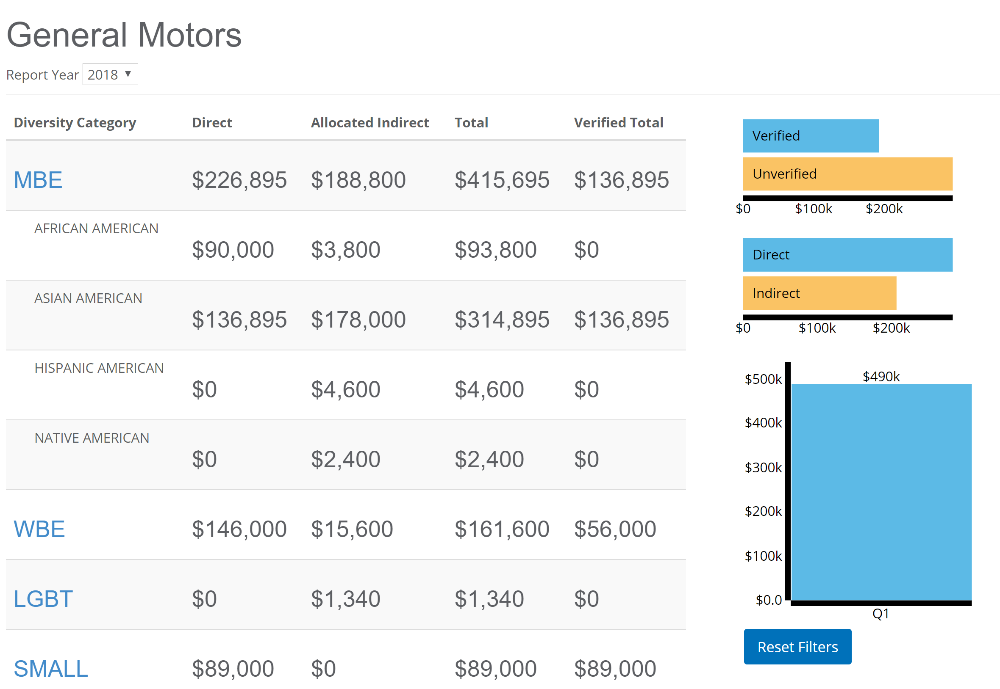 General Motors
Report Year 2018 ▼
Diversity Category Direct Allocated Indirect Total Verified Total
MBE $226,895 $188,800 $415,695 $136,895
AFRICAN AMERICAN
$90,000 $3,800 $93,800 $0
ASIAN AMERICAN
$136,895 $178,000 $314,895 $136,895
HISPANIC AMERICAN
$0 $4,600 $4,600 $0
NATIVE AMERICAN
$0 $2,400 $2,400 $0
WBE $146,000 $15,600 $161,600 $56,000
LGBT $0 $1,340 $1,340 $0
SMALL $89,000 $0 $89,000 $89,000
Verified
Unverified
$0 $100k $200k
Direct
Indirect
$0 $100k $200k
$490k
$500k
$400k
$300k
$200k
$100k
$0.0
Q1
Reset Filters